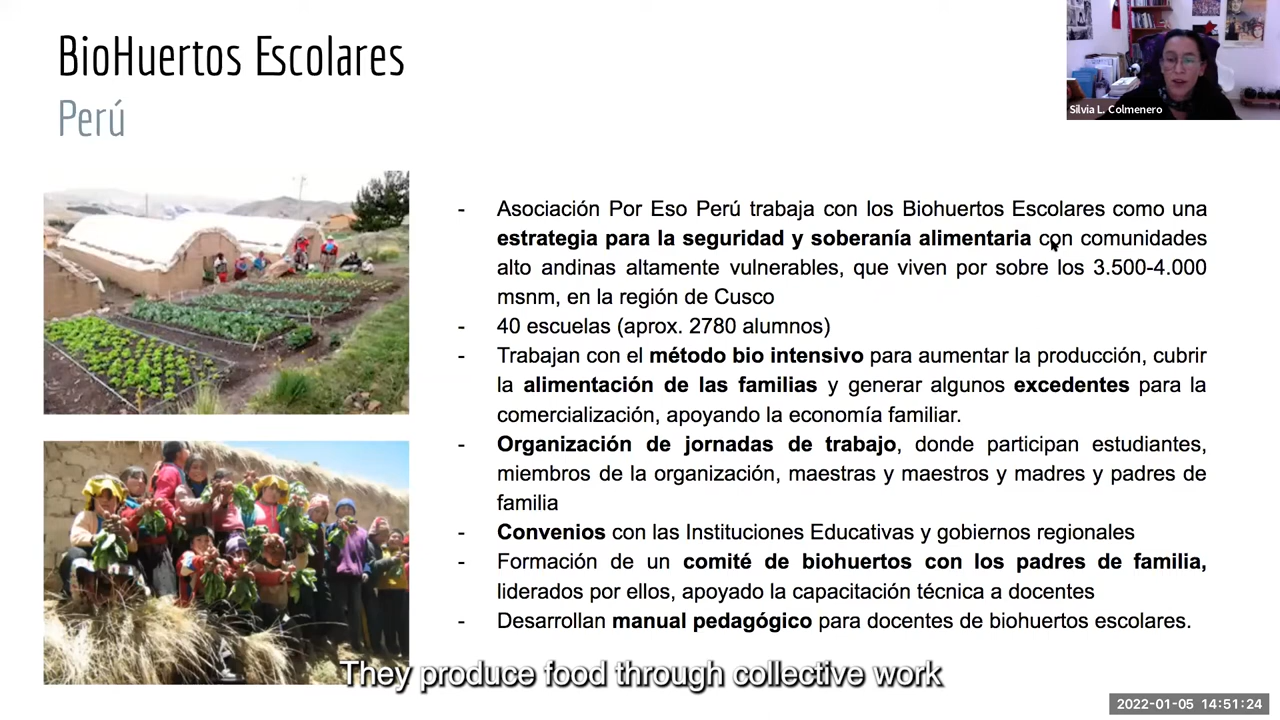 BioHuertos Escolares
Perú
Silvia L. Colmenero
- Asociación Por Eso Perú trabaja con los Biohuertos Escolares como una
estrategia para la seguridad y soberanía alimentaria con comunidades
alto andinas altamente vulnerables, que viven por sobre los 3.500-4.000
msnm, en la región de Cusco
- 40 escuelas (aprox. 2780 alumnos)
- Trabajan con el método bio intensivo para aumentar la producción, cubrir
la alimentación de las familias y generar algunos excedentes para la
comercialización, apoyando la economía familiar.
- Organización de jornadas de trabajo, donde participan estudiantes,
miembros de la organización, maestras y maestros y madres y padres de
familia
- Convenios con las Instituciones Educativas y gobiernos regionales
- Formación de un comité de biohuertos con los padres de familia,
liderados por ellos, apoyado la capacitación técnica a docentes
- Desarrollan manual pedagógico para docentes de biohuertos escolares.
They produce food through collective work
2022-01-05 14:51:24